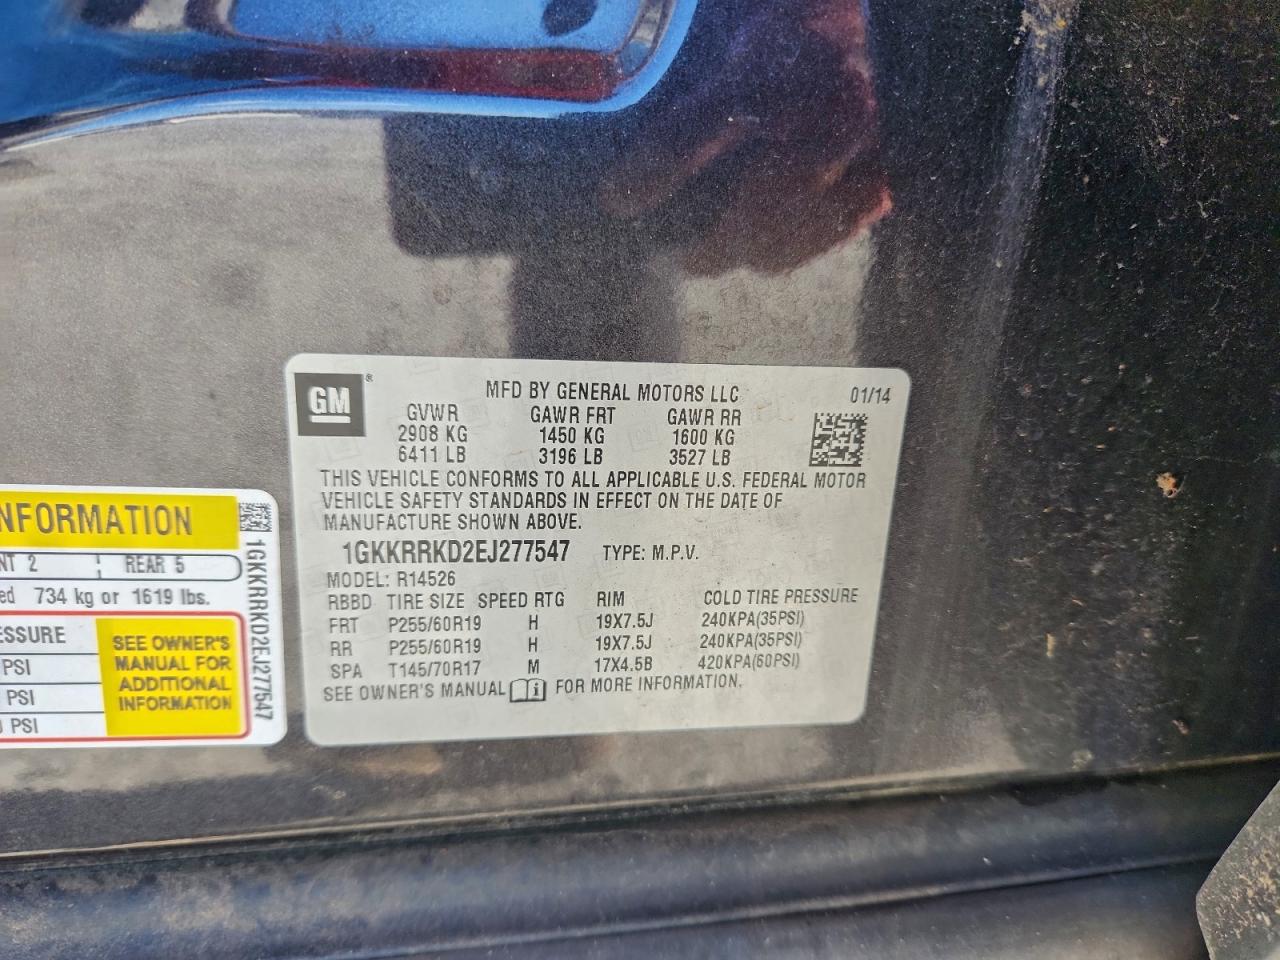 GM ®
MFD BY GENERAL MOTORS LLC 01/14
GVWR GAWR FRT GAWR RR
2908 KG 1450 KG 1600 KG
6411 LB 3196 LB 3527 LB
THIS VEHICLE CONFORMS TO ALL APPLICABLE U.S. FEDERAL MOTOR
VEHICLE SAFETY STANDARDS IN EFFECT ON THE DATE OF
MANUFACTURE SHOWN ABOVE.
1GKKRRKD2EJ277547 TYPE: M.P.V.
MODEL: R14526
RBBD TIRE SIZE SPEED RTG RIM COLD TIRE PRESSURE
FRT P255/60R19 H 19X7.5J 240KPA(35PSI)
RR P255/60R19 H 19X7.5J 240KPA(35PSI)
SPA T145/70R17 M 17X4.5B 420KPA(60PSI)
SEE OWNER'S MANUAL i FOR MORE INFORMATION.
NFORMATION
NT 2 REAR 5
ed 734 kg or 1619 lbs.
ESSURE
PSI
PSI
PSI
SEE OWNER'S
MANUAL FOR
ADDITIONAL
INFORMATION
1GKKRRKD2EJ277547